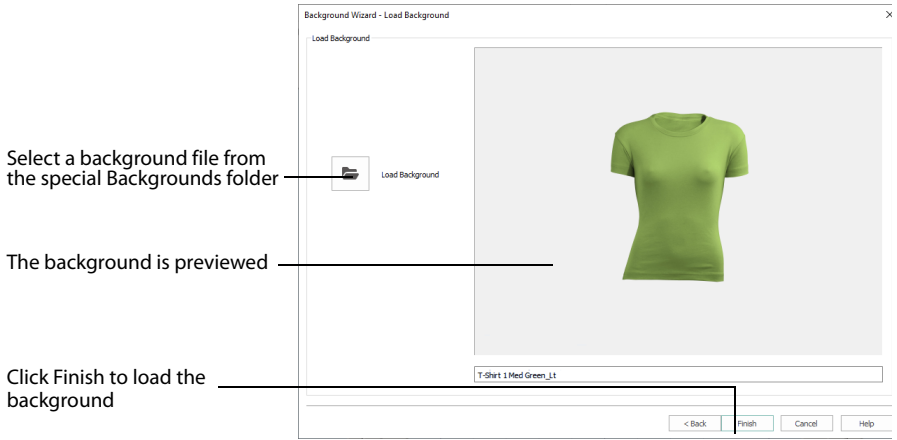 Background Wizard - Load Background
Load Background
Select a background file from
the special Backgrounds folder
Load Background
The background is previewed
Click Finish to load the
background
T-Shirt 1 Med Green_Lt
< Back
Finish
Cancel
Help